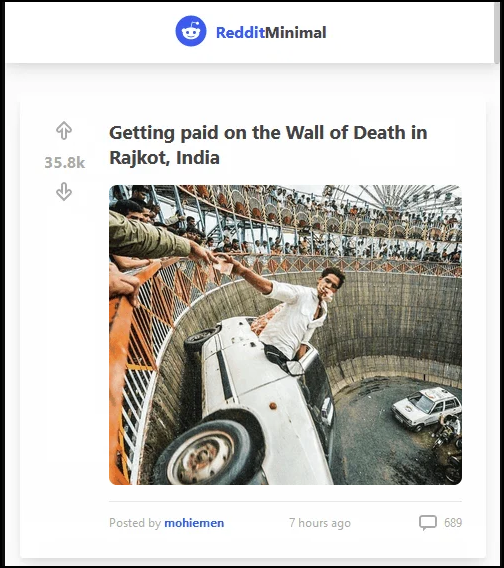 RedditMinimal
Getting paid on the Wall of Death in
Rajkot, India
35.8k
Posted by mohiemen 7 hours ago 689